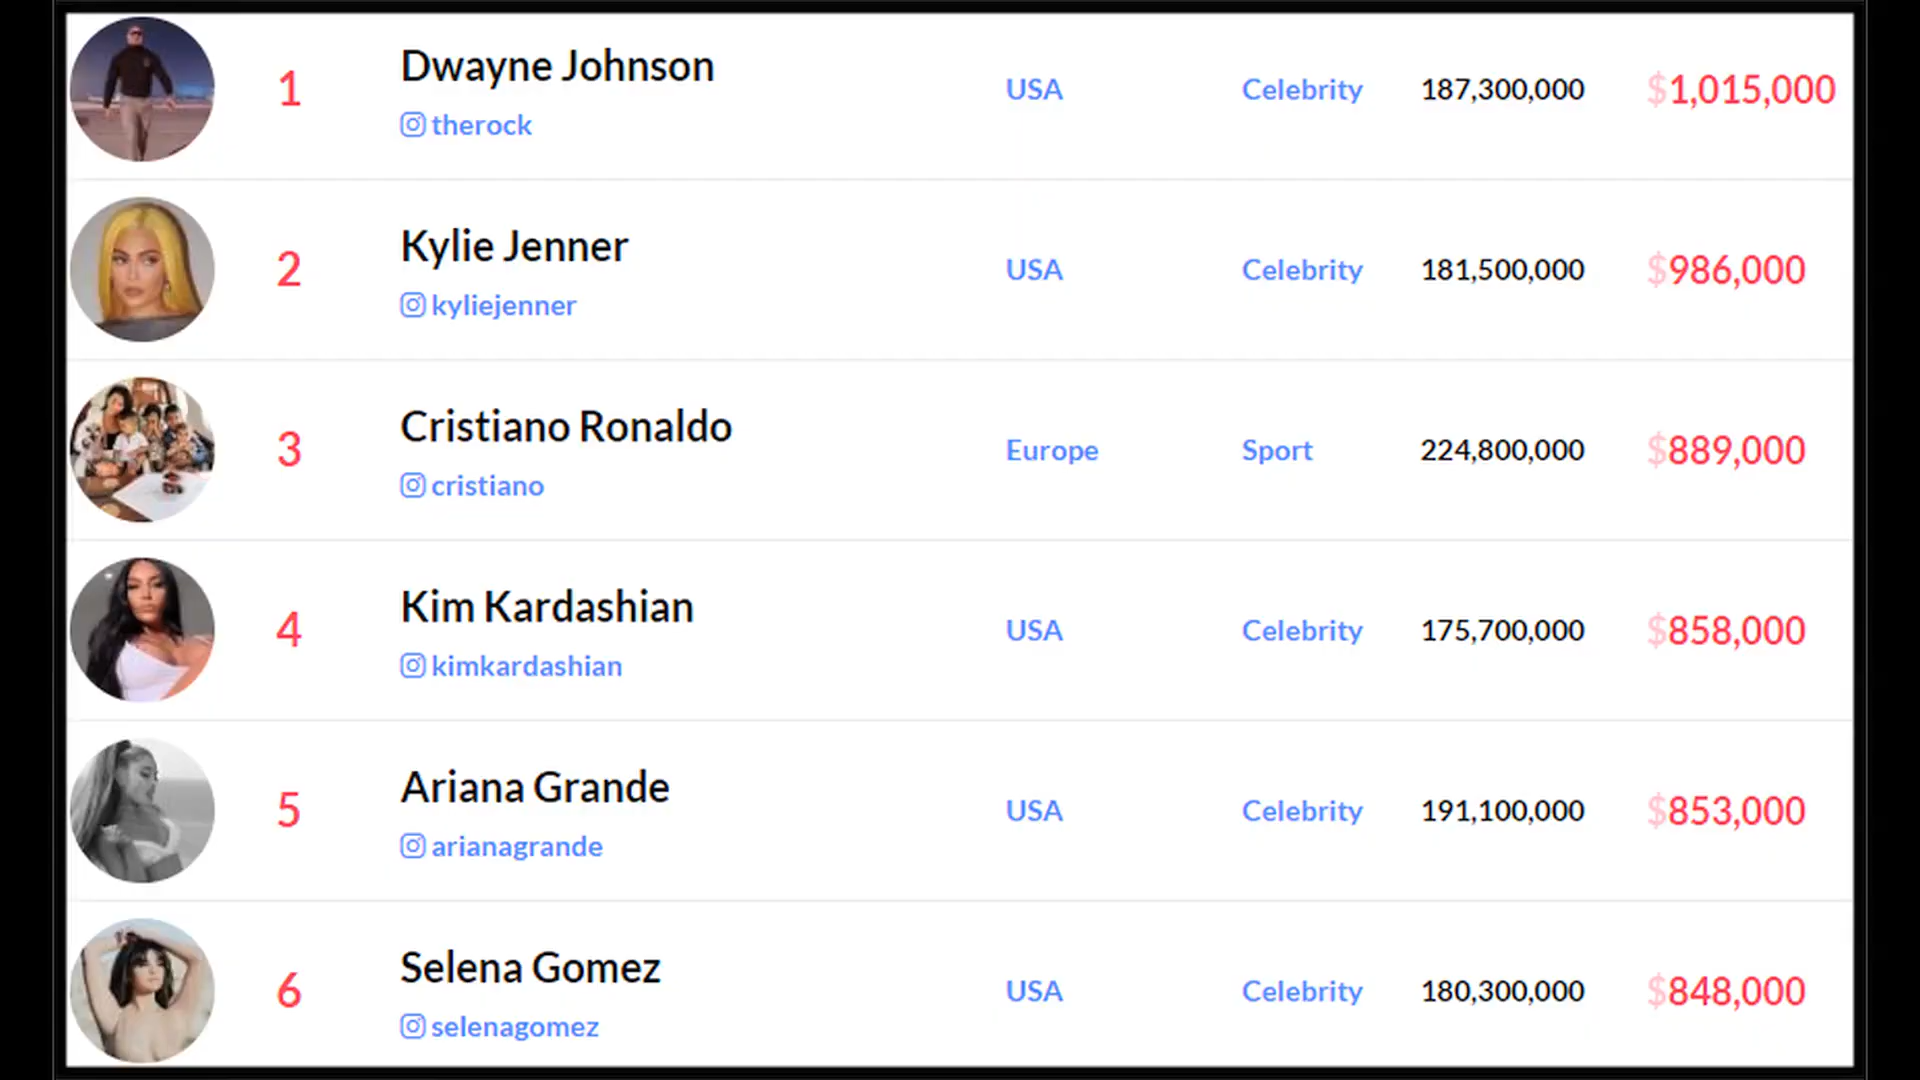 1 Dwayne Johnson USA Celebrity 187,300,000 $1,015,000
therock
2 Kylie Jenner USA Celebrity 181,500,000 $986,000
kyliejenner
3 Cristiano Ronaldo Europe Sport 224,800,000 $889,000
cristiano
4 Kim Kardashian USA Celebrity 175,700,000 $858,000
kimkardashian
5 Ariana Grande USA Celebrity 191,100,000 $853,000
arianagrande
6 Selena Gomez USA Celebrity 180,300,000 $848,000
selenagomez